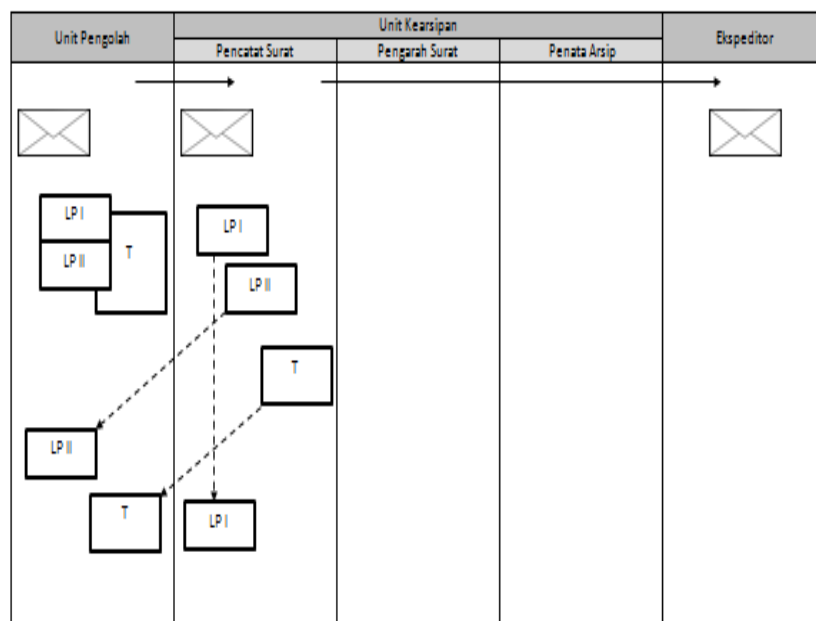 Unit Pengolah
Unit Kearsipan
Ekspeditor
Pencatat Surat
Pengarah Surat
Penata Arsip
LP I
LP II
T
LP I
LP II
T
LP II
T
LP I